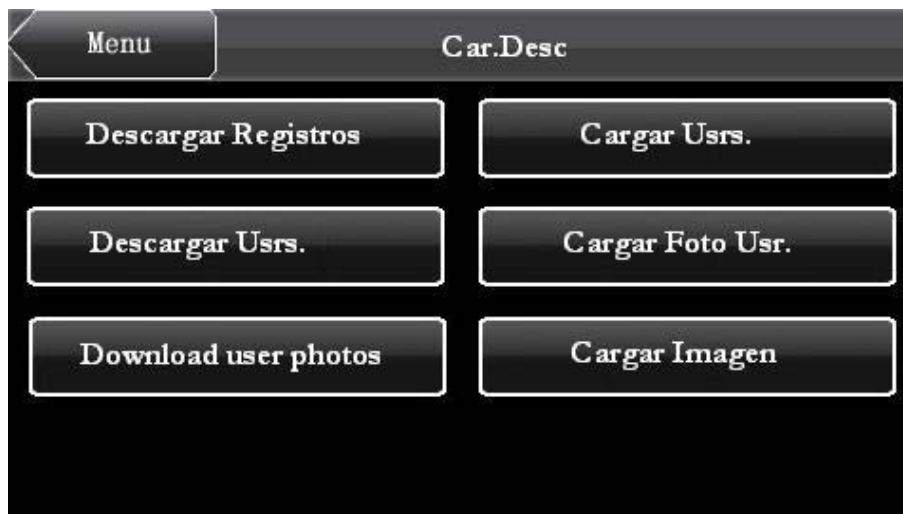 Menu
Car.Desc
Descargar Registros
Cargar Usrs.
Descargar Usrs.
Cargar Foto Usr.
Download user photos
Cargar Imagen